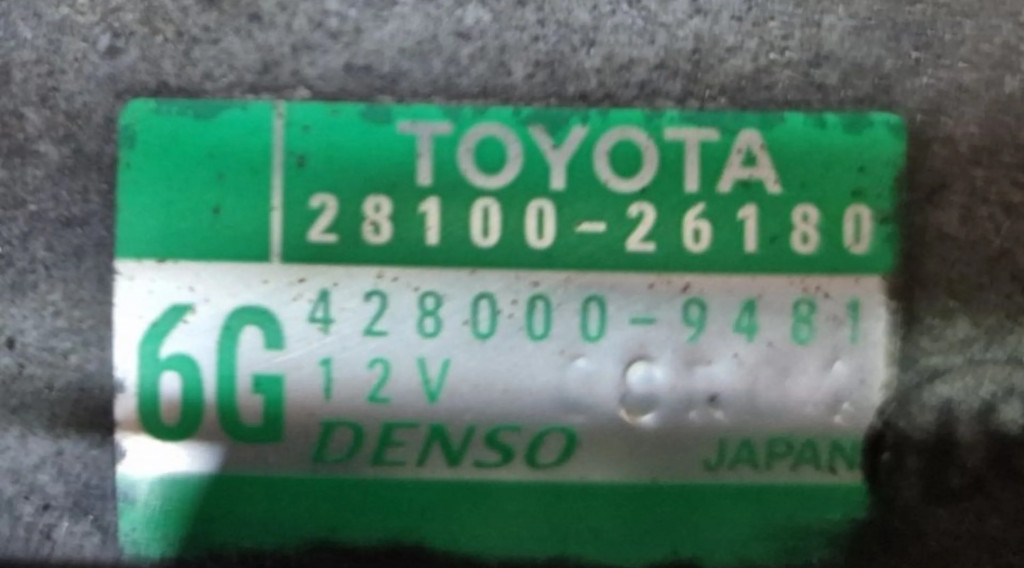 TOYOTA
28100-26180
6G
428000-9481
12V
DENSO JAPAN